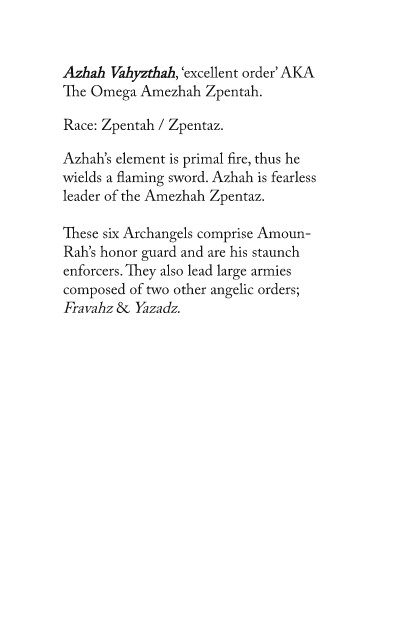 Azhah Vahyzthah, ‘excellent order’ AKA
The Omega Amezhah Zpentah.
Race: Zpentah / Zpentaz.
Azhah’s element is primal fire, thus he
wields a flaming sword. Azhah is fearless
leader of the Amezhah Zpentaz.
These six Archangels comprise Amoun-
Rah’s honor guard and are his staunch
enforcers. They also lead large armies
composed of two other angelic orders;
Fravahz & Yazadz.